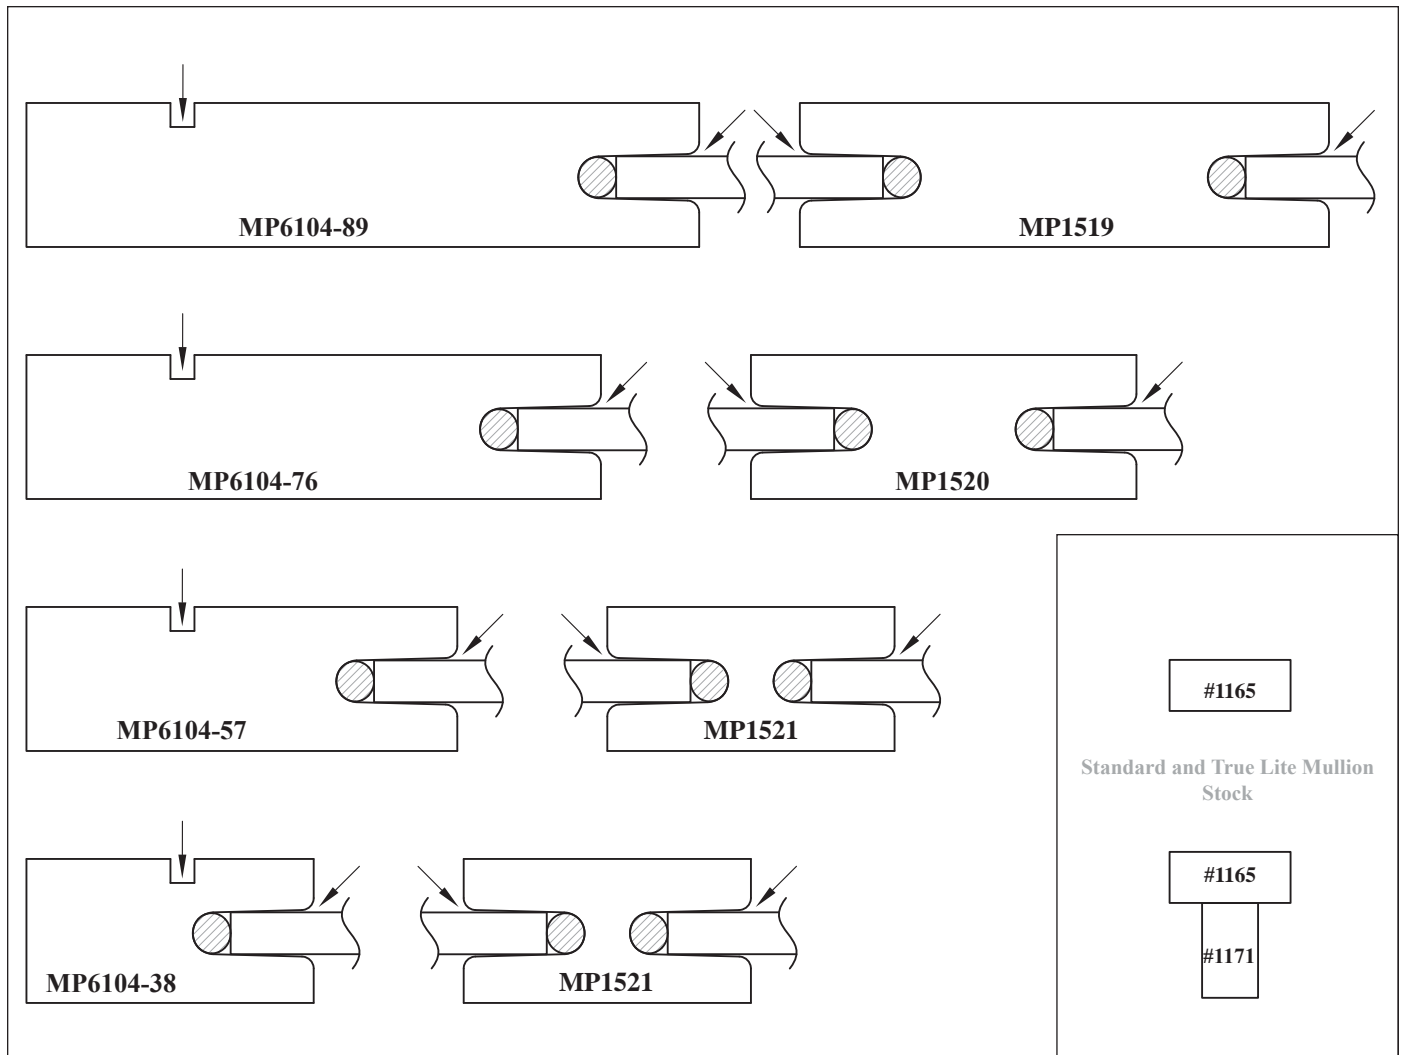 MP6104-89
MP1519
MP6104-76
MP1520
MP6104-57
MP1521
MP6104-38
MP1521
#1165
Standard and True Lite Mullion
Stock
#1165
#1171